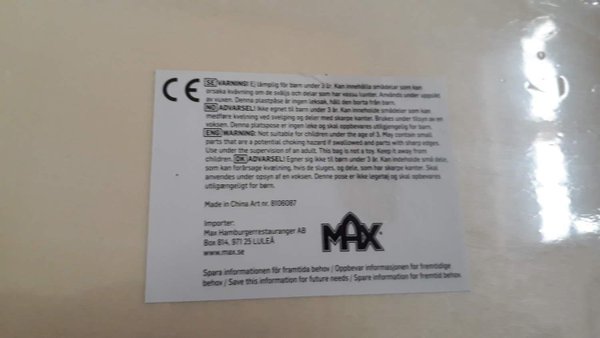 CE SE VARNING! Ej lämplig för barn under 3 år. Kan innehålla smådelar som kan
orsaka kvävning om de sväljs och delar som har vassa kanter. Används under uppsikt
av vuxen. Denna plastpåse är ingen leksak, håll den borta från barn.
NO ADVARSEL! Ikke egnet til barn under 3 år. Kan inneholde smådeler som kan
medføre kvelning ved svelging og deler med skarpe kanter. Brukes under tilsyn av en
voksen. Denne plastpose er ingen leke og skal oppbevares utilgjengelig for barn.
ENG WARNING: Not suitable for children under the age of 3. May contain small
parts that are a potential choking hazard if swallowed and parts with sharp edges.
Use under the supervision of an adult. This bag is not a toy. Keep it away from
children. DK ADVARSEL! Egner sig ikke til børn under 3 år. Kan indeholde små dele,
som kan forårsage kvælning, hvis de sluges, og dele, som har skarpe kanter. Skal
anvendes under opsyn af en voksen. Denne pose er ikke legetøj og skal opbevares
utilgængeligt for børn.
Made in China Art.nr. 8106087
Importer:
Max Hamburgerrestauranger AB
Box 814, 971 25 LULEÅ
www.max.se
MAX
Spara informationen för framtida behov / Oppbevar informasjonen for fremtidige
behov / Save this information for future needs / Spare information for fremtid behov